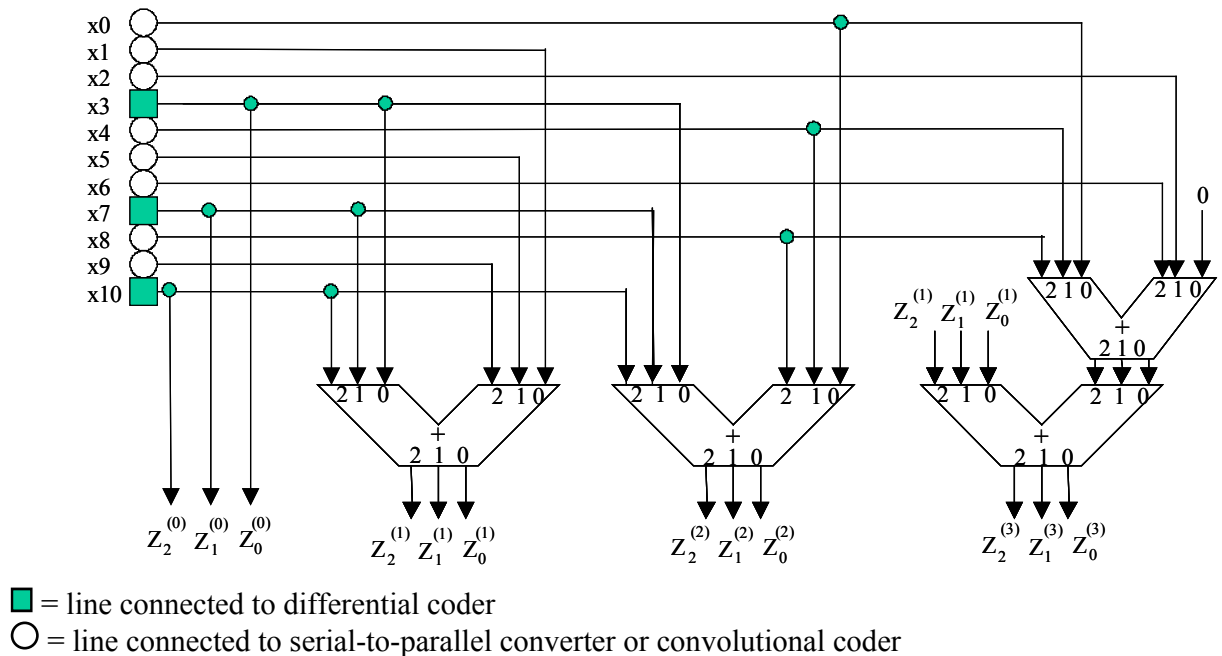 x0
x1
x2
x3
x4
x5
x6
x7
x8
x9
x10
0
2 1 0
2 1 0
+
2 1 0
Z₂⁽¹⁾ Z₁⁽¹⁾ Z₀⁽¹⁾
2 1 0
2 1 0
+
2 1 0
2 1 0
2 1 0
+
2 1 0
2 1 0
2 1 0
+
2 1 0
Z₂⁽⁰⁾ Z₁⁽⁰⁾ Z₀⁽⁰⁾
Z₂⁽¹⁾ Z₁⁽¹⁾ Z₀⁽¹⁾
Z₂⁽²⁾ Z₁⁽²⁾ Z₀⁽²⁾
Z₂⁽³⁾ Z₁⁽³⁾ Z₀⁽³⁾
= line connected to differential coder
= line connected to serial-to-parallel converter or convolutional coder